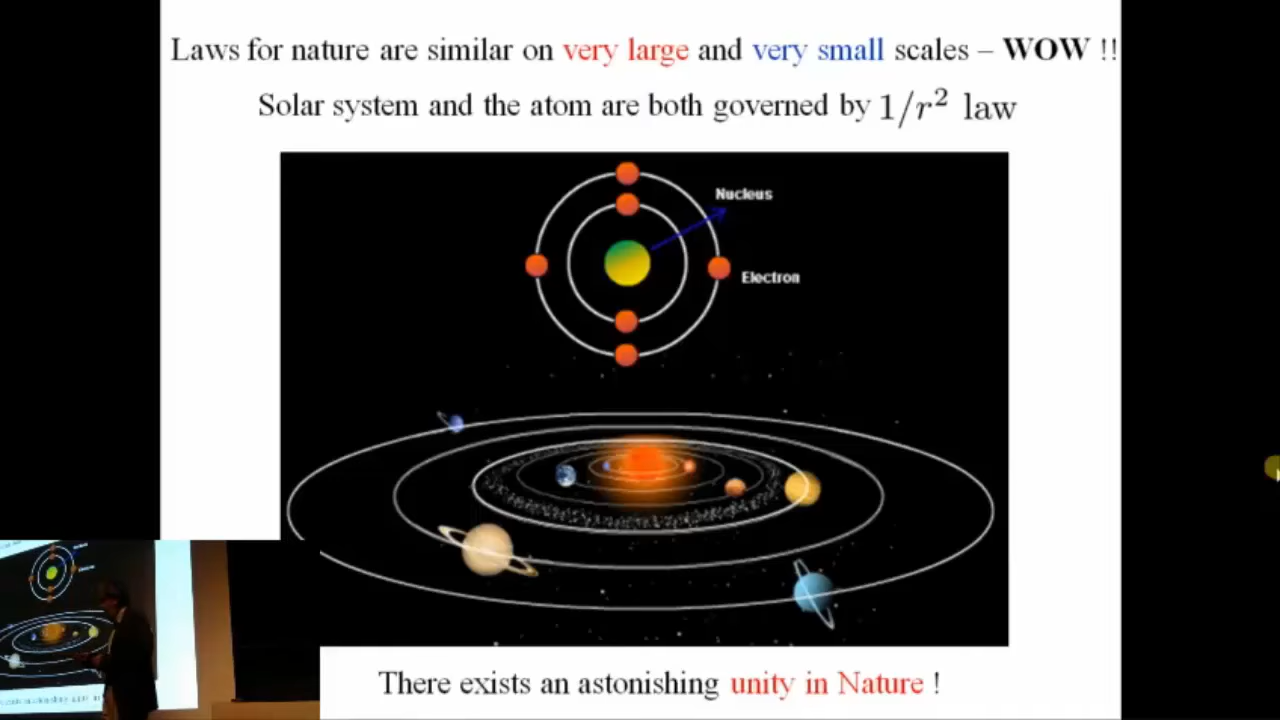 Laws for nature are similar on very large and very small scales – WOW !!
Solar system and the atom are both governed by 1/r² law
Nucleus
Electron
There exists an astonishing unity in Nature !